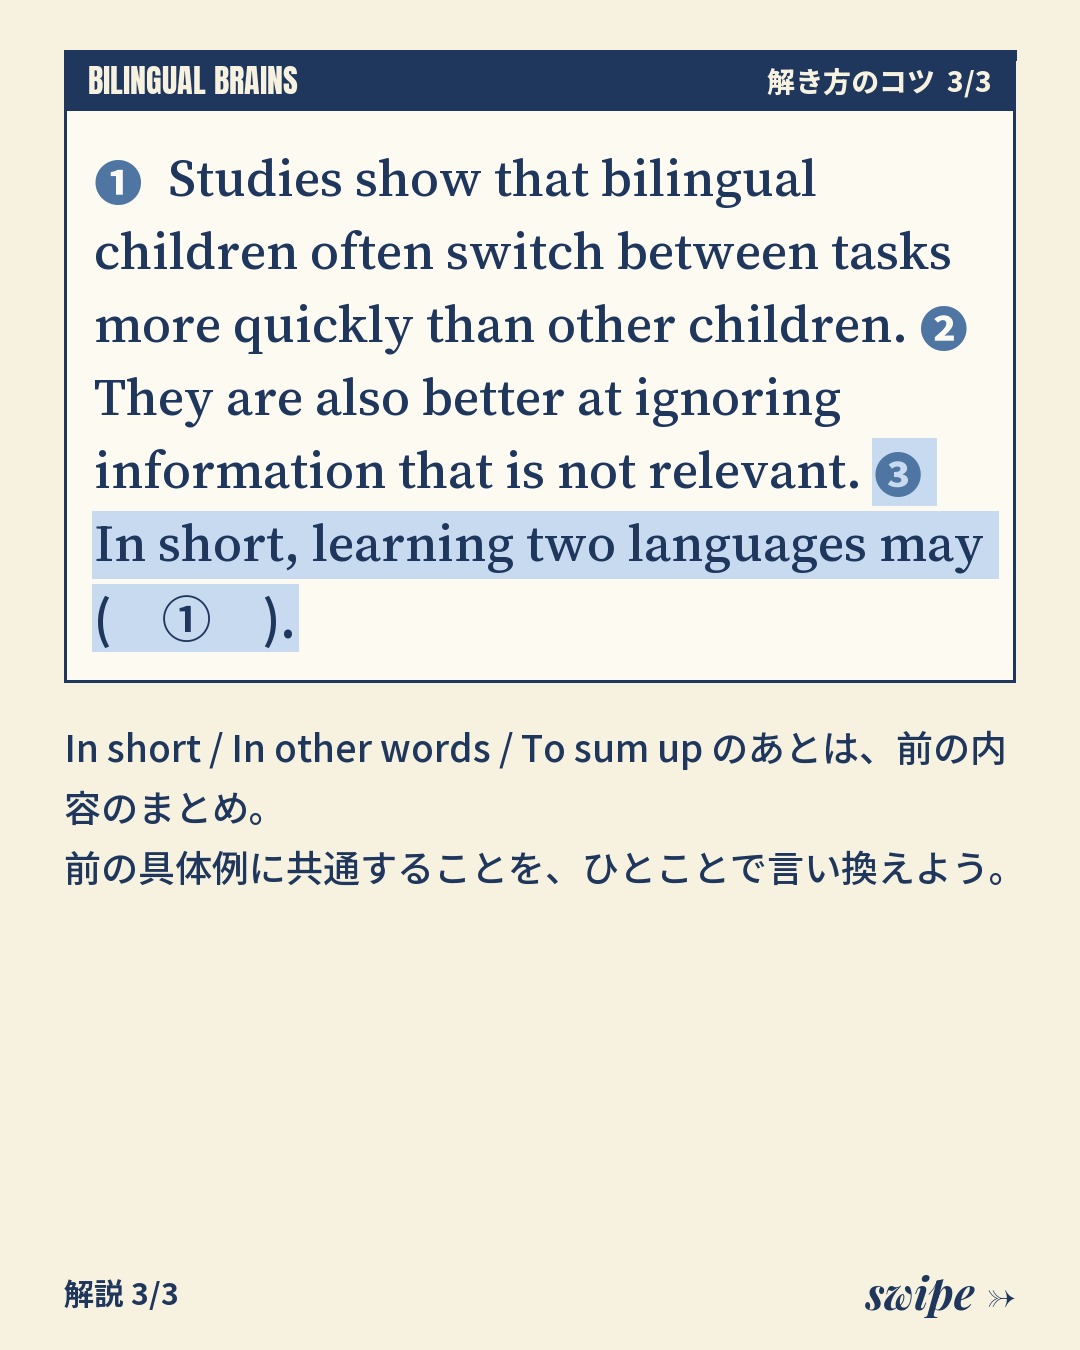 BILINGUAL BRAINS
解き方のコツ 3/3
❶ Studies show that bilingual
children often switch between tasks
more quickly than other children. ❷
They are also better at ignoring
information that is not relevant. ❸
In short, learning two languages may
( ① ).
In short / In other words / To sum up のあとは、前の内
容のまとめ。
前の具体例に共通することを、ひとことで言い換えよう。
解説 3/3
swipe ➳